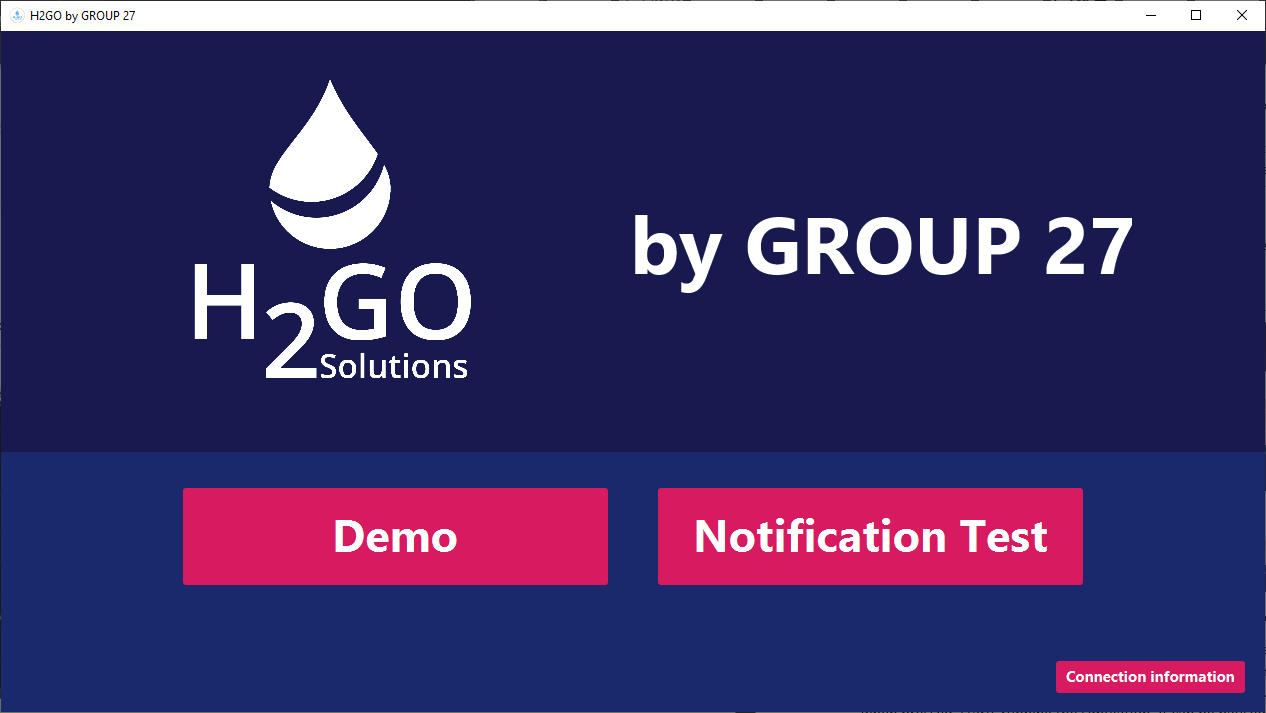 H2GO by GROUP 27
H2GO
Solutions
by GROUP 27
Demo
Notification Test
Connection information